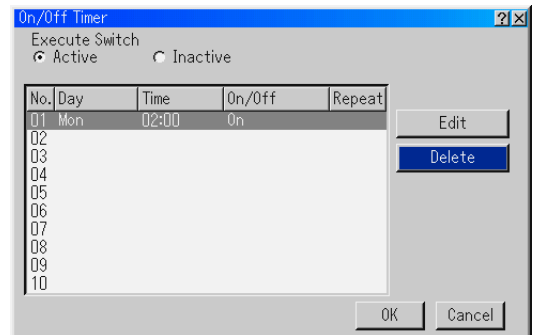 On/Off Timer
Execute Switch
Active Inactive
No. Day Time On/Off Repeat
01 Mon 02:00 On
02
03
04
05
06
07
08
09
10
Edit
Delete
OK Cancel